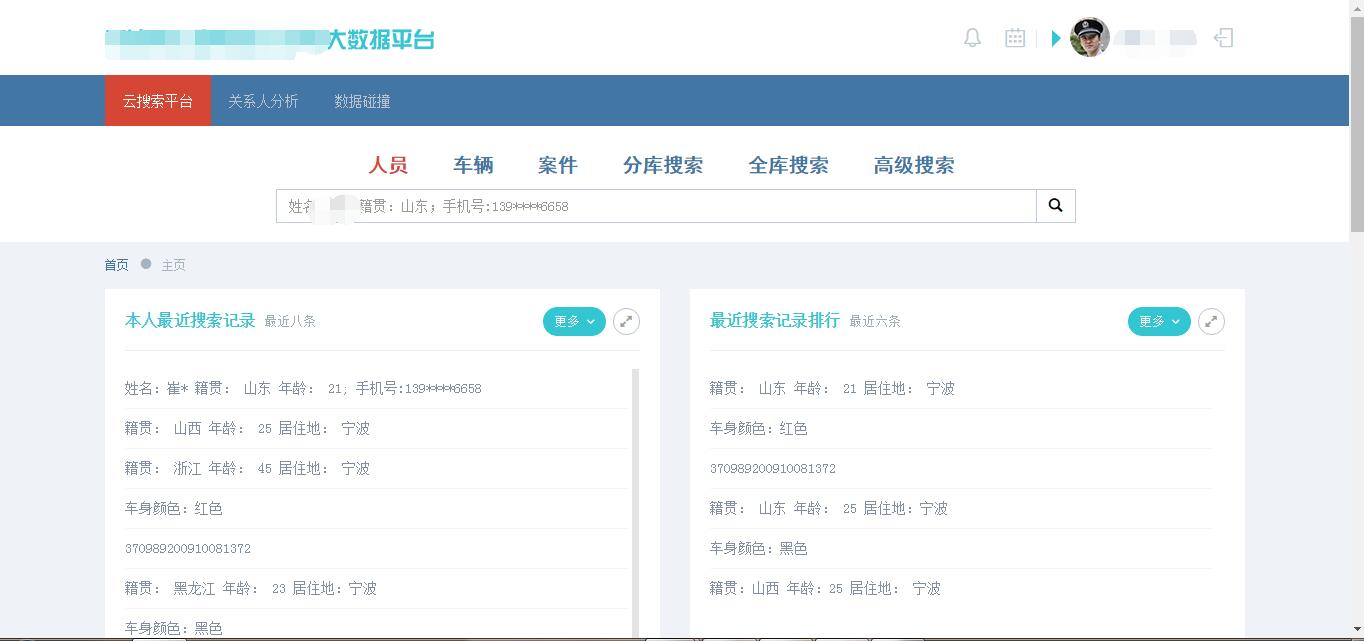 大数据平台
云搜索平台 关系人分析 数据碰撞
人员 车辆 案件 分库搜索 全库搜索 高级搜索
姓名 籍贯：山东；手机号:139****6658
首页 主页
本人最近搜索记录 最近八条 更多
姓名：崔* 籍贯： 山东 年龄： 21；手机号:139****6658
籍贯： 山西 年龄： 25 居住地： 宁波
籍贯： 浙江 年龄： 45 居住地： 宁波
车身颜色：红色
370989200910081372
籍贯： 黑龙江 年龄： 23 居住地：宁波
车身颜色：黑色
最近搜索记录排行 最近六条 更多
籍贯： 山东 年龄： 21 居住地： 宁波
车身颜色：红色
370989200910081372
籍贯： 山东 年龄： 25 居住地：宁波
车身颜色：黑色
籍贯：山西 年龄：25 居住地： 宁波